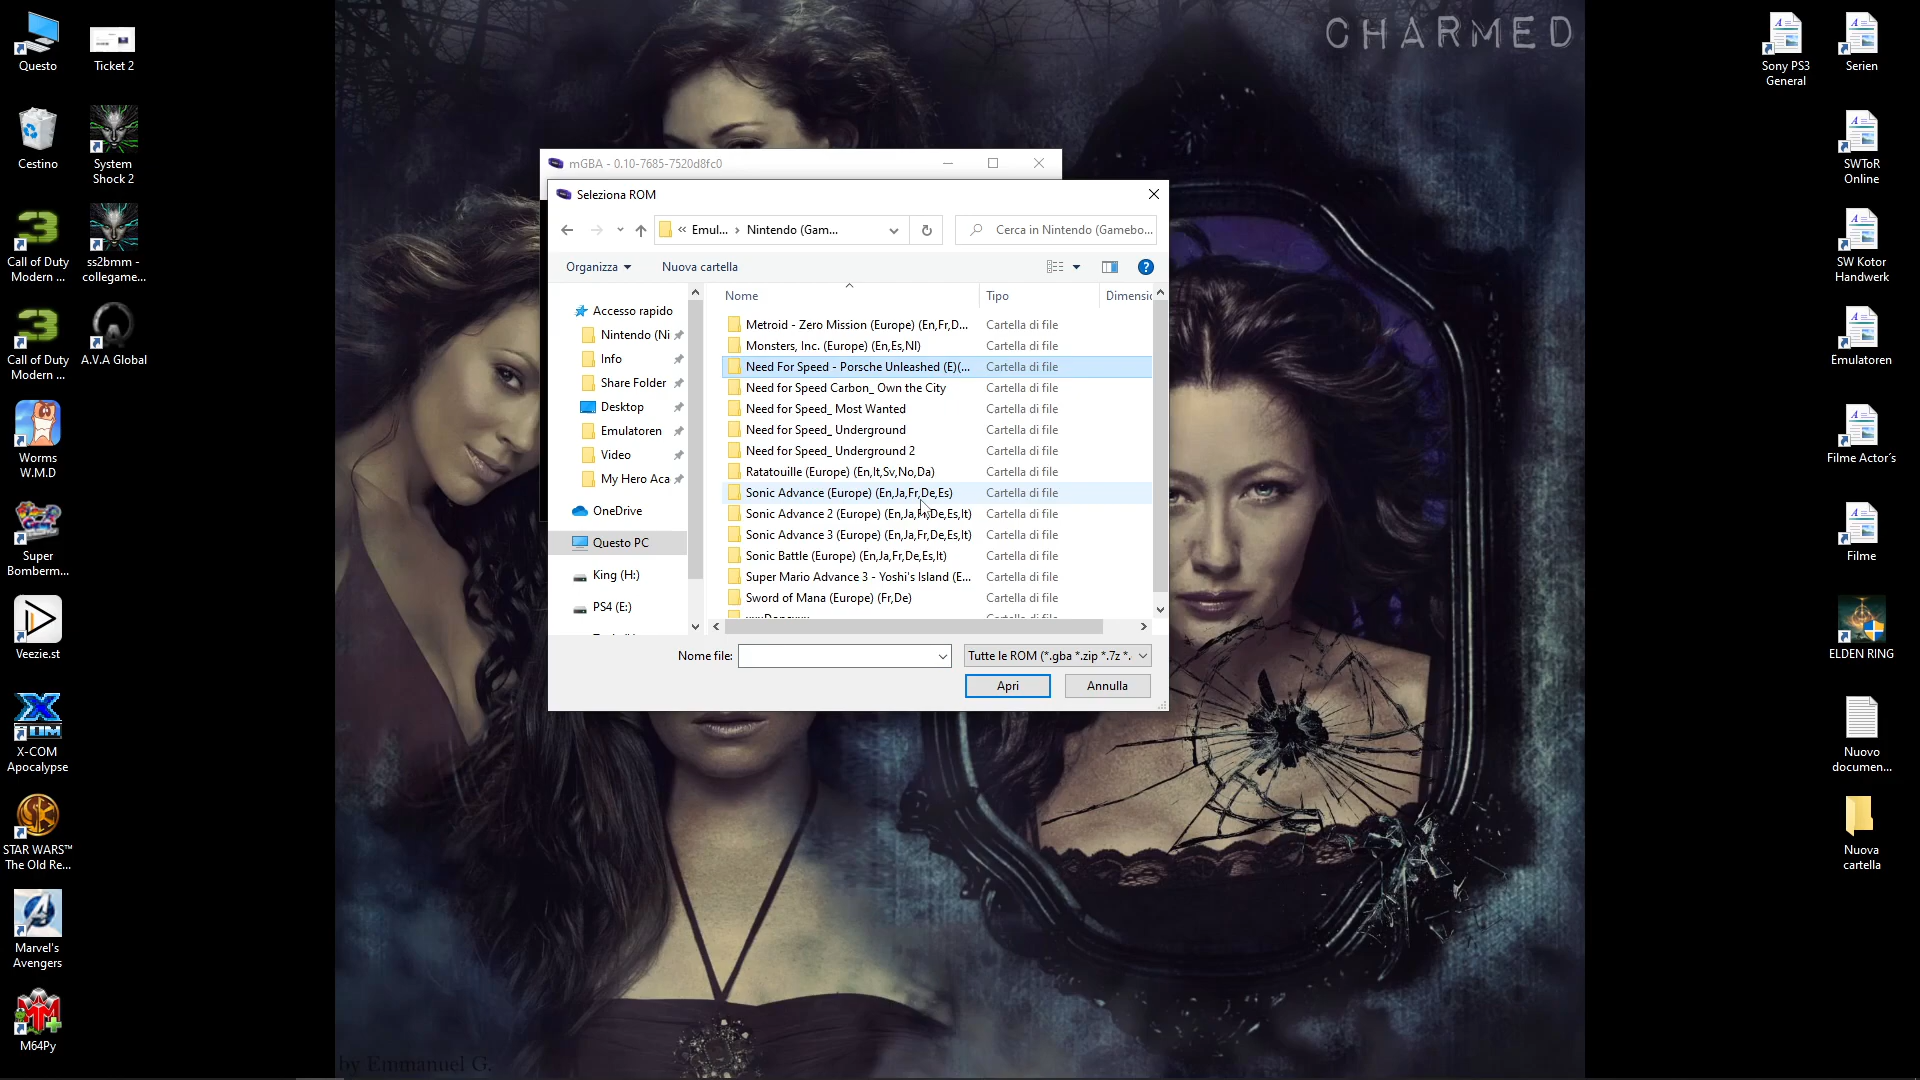 CHARMED
Questo
Ticket 2
Cestino
System
Shock 2
Call of Duty
Modern ...
ss2bmm -
collegame...
Call of Duty
Modern ...
A.V.A Global
Worms
W.M.D
Super
Bomberm...
Veezie.st
X-COM
Apocalypse
STAR WARS™
The Old Re...
Marvel's
Avengers
M64Py
mGBA - 0.10-7685-7520d8fc0
Seleziona ROM
« Emul... › Nintendo (Gam...
Cerca in Nintendo (Gamebo...
Organizza
Nuova cartella
Accesso rapido
Nintendo (Ni
Info
Share Folder
Desktop
Emulatoren
Video
My Hero Aca
OneDrive
Questo PC
King (H:)
PS4 (E:)
Nome Tipo Dimensic
Metroid - Zero Mission (Europe) (En,Fr,D... Cartella di file
Monsters, Inc. (Europe) (En,Es,Nl) Cartella di file
Need For Speed - Porsche Unleashed (E)(... Cartella di file
Need for Speed Carbon_ Own the City Cartella di file
Need for Speed_ Most Wanted Cartella di file
Need for Speed_ Underground Cartella di file
Need for Speed_ Underground 2 Cartella di file
Ratatouille (Europe) (En,It,Sv,No,Da) Cartella di file
Sonic Advance (Europe) (En,Ja,Fr,De,Es) Cartella di file
Sonic Advance 2 (Europe) (En,Ja,Fr,De,Es,It) Cartella di file
Sonic Advance 3 (Europe) (En,Ja,Fr,De,Es,It) Cartella di file
Sonic Battle (Europe) (En,Ja,Fr,De,Es,It) Cartella di file
Super Mario Advance 3 - Yoshi's Island (E... Cartella di file
Sword of Mana (Europe) (Fr,De) Cartella di file
Nome file:
Tutte le ROM (*.gba *.zip *.7z *.
Apri
Annulla
Sony PS3
General
Serien
SWToR
Online
SW Kotor
Handwerk
Emulatoren
Filme Actor´s
Filme
ELDEN RING
Nuovo
documen...
Nuova
cartella
by Emmanuel G.